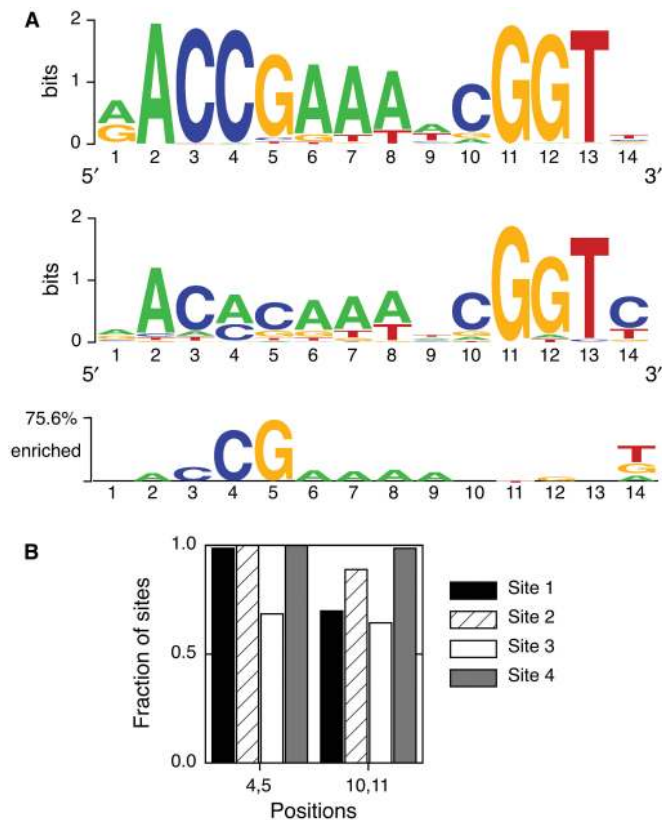 A
2
bits
1
0
A G A C C G A A A A C G G T
1 2 3 4 5 6 7 8 9 10 11 12 13 14
5′ 3′
2
bits
1
0
A C A C A A A C G G T C
1 2 3 4 5 6 7 8 9 10 11 12 13 14
5′ 3′
75.6%
enriched
A C C G A A A A T G A
1 2 3 4 5 6 7 8 9 10 11 12 13 14
B
1.0
Fraction of sites
0.5
0.0
4,5 10,11
Positions
Site 1
Site 2
Site 3
Site 4